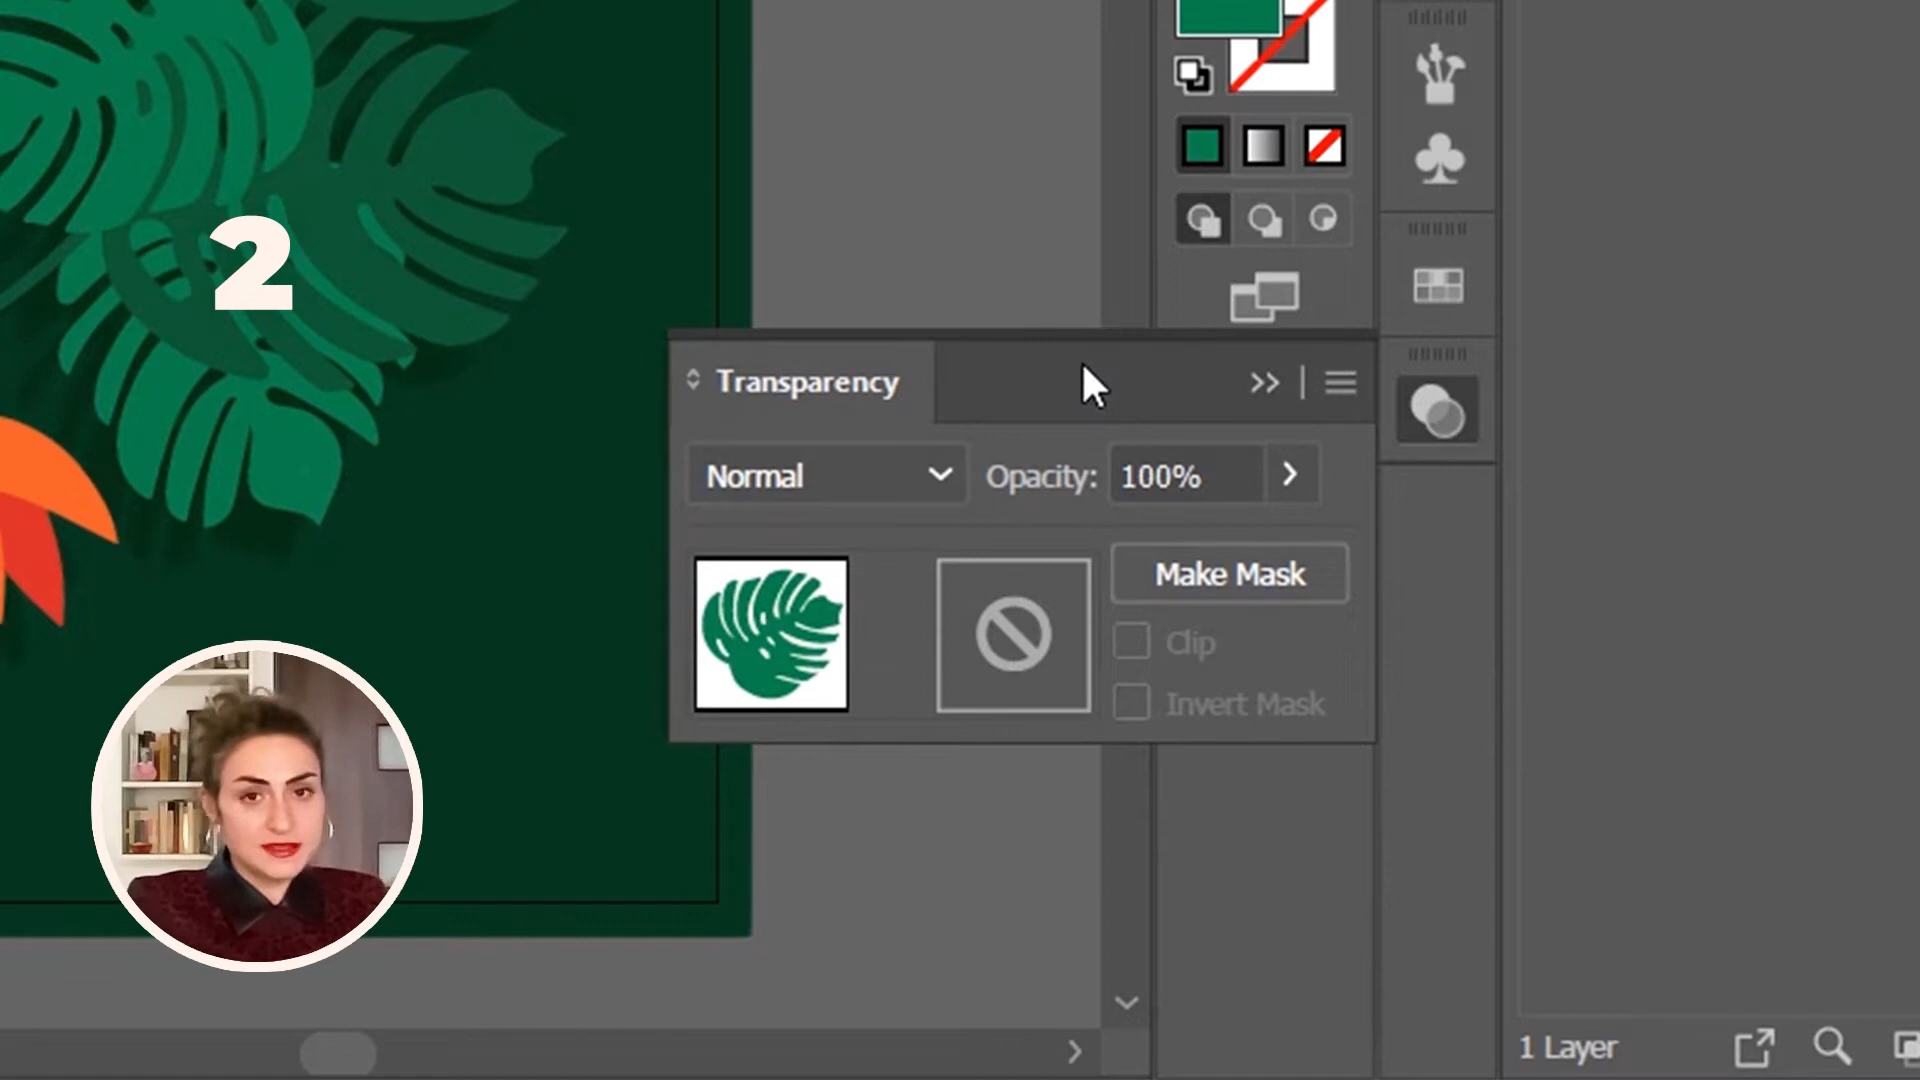 2
Transparency
Normal
Opacity: 100%
Make Mask
Clip
Invert Mask
1 Layer